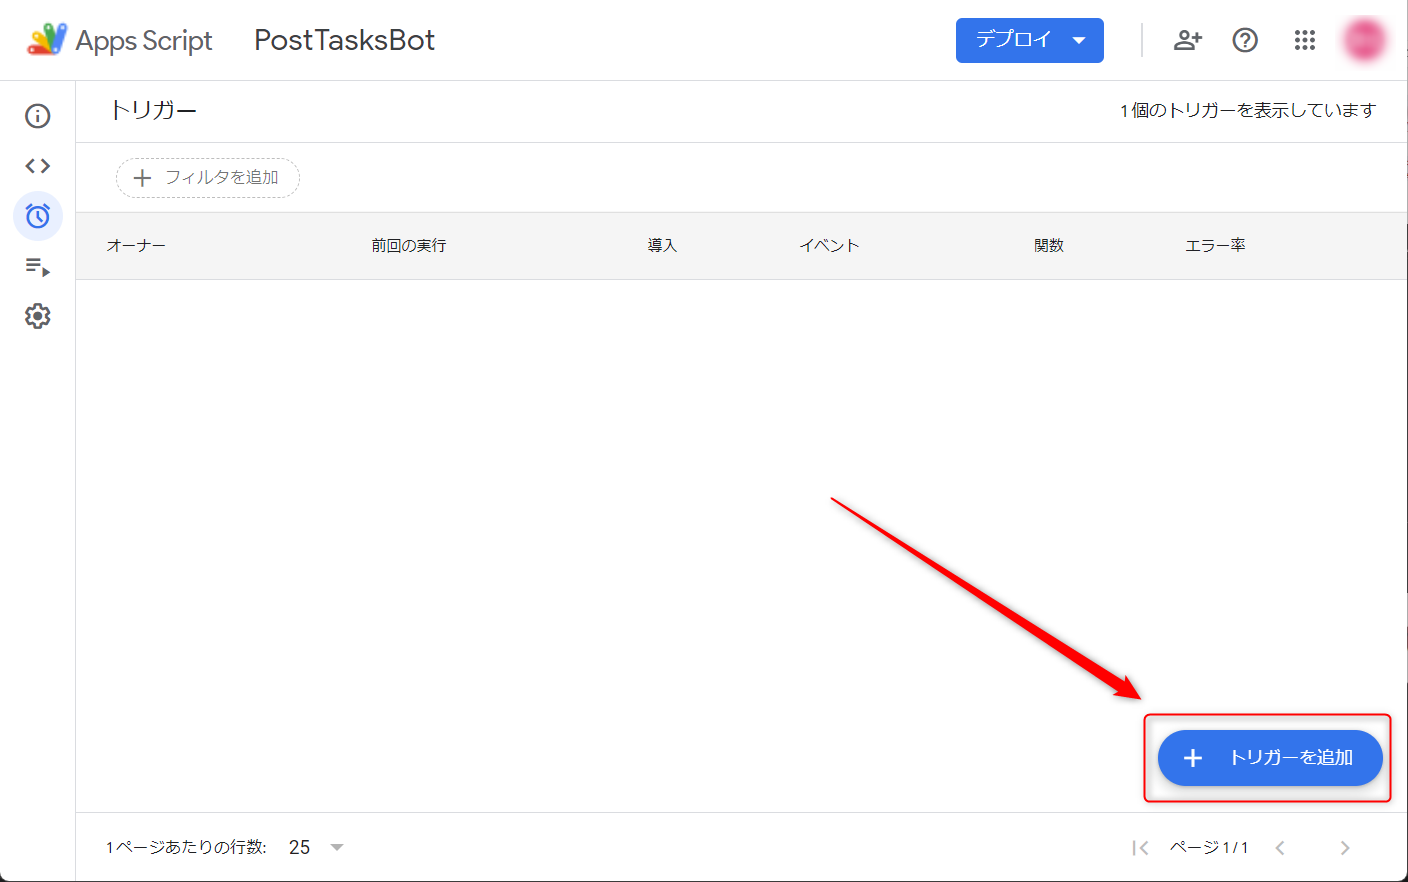 Apps Script PostTasksBot デプロイ
トリガー 1個のトリガーを表示しています
フィルタを追加
オーナー 前回の実行 導入 イベント 関数 エラー率
トリガーを追加
1ページあたりの行数: 25 ページ 1 / 1